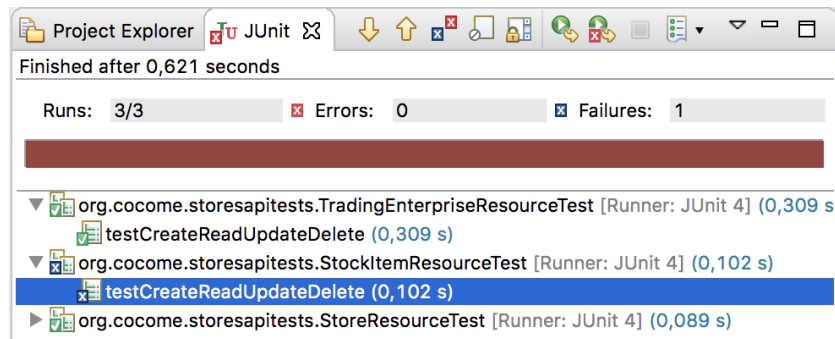 Project Explorer JUnit
Finished after 0,621 seconds
Runs: 3/3 Errors: 0 Failures: 1
org.cocome.storesapitests.TradingEnterpriseResourceTest [Runner: JUnit 4] (0,309 s
testCreateReadUpdateDelete (0,309 s)
org.cocome.storesapitests.StockItemResourceTest [Runner: JUnit 4] (0,102 s)
testCreateReadUpdateDelete (0,102 s)
org.cocome.storesapitests.StoreResourceTest [Runner: JUnit 4] (0,089 s)